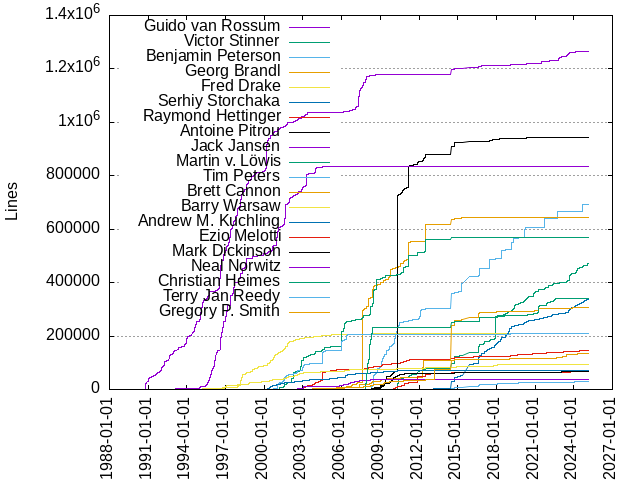 1.4x10^6
1.2x10^6
1x10^6
800000
600000
400000
200000
0
Lines
Guido van Rossum
Victor Stinner
Benjamin Peterson
Georg Brandl
Fred Drake
Serhiy Storchaka
Raymond Hettinger
Antoine Pitrou
Jack Jansen
Martin v. Löwis
Tim Peters
Brett Cannon
Barry Warsaw
Andrew M. Kuchling
Ezio Melotti
Mark Dickinson
Neal Norwitz
Christian Heimes
Terry Jan Reedy
Gregory P. Smith
1988-01-01
1991-01-01
1994-01-01
1997-01-01
2000-01-01
2003-01-01
2006-01-01
2009-01-01
2012-01-01
2015-01-01
2018-01-01
2021-01-01
2024-01-01
2027-01-01